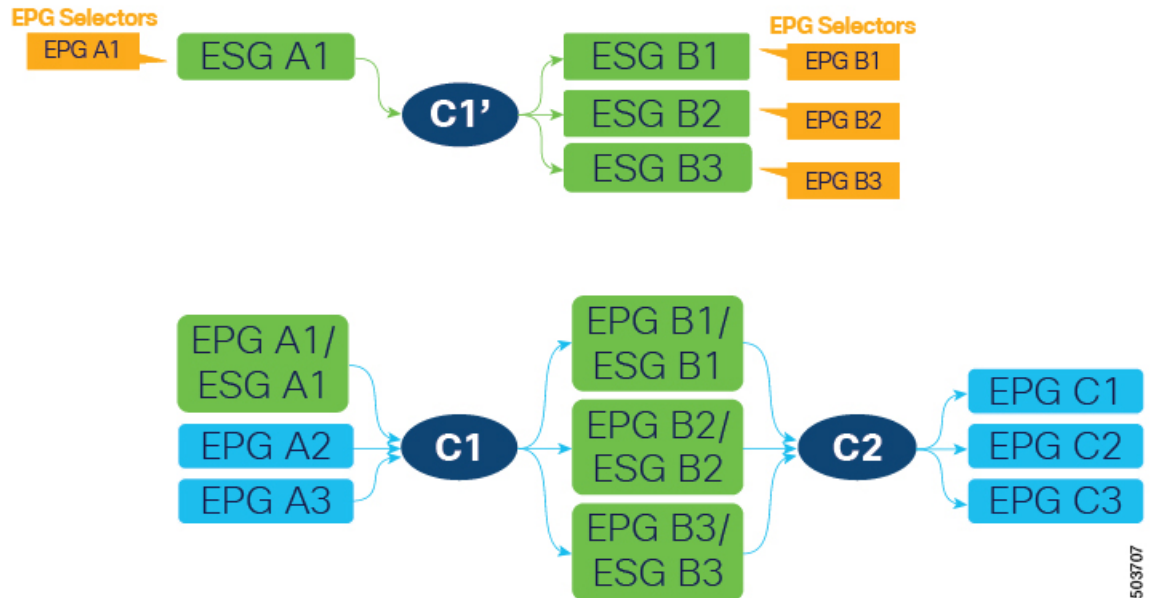 EPG Selectors
EPG A1
ESG A1
C1’
ESG B1
ESG B2
ESG B3
EPG Selectors
EPG B1
EPG B2
EPG B3
EPG A1/
ESG A1
EPG A2
EPG A3
C1
EPG B1/
ESG B1
EPG B2/
ESG B2
EPG B3/
ESG B3
C2
EPG C1
EPG C2
EPG C3
503707